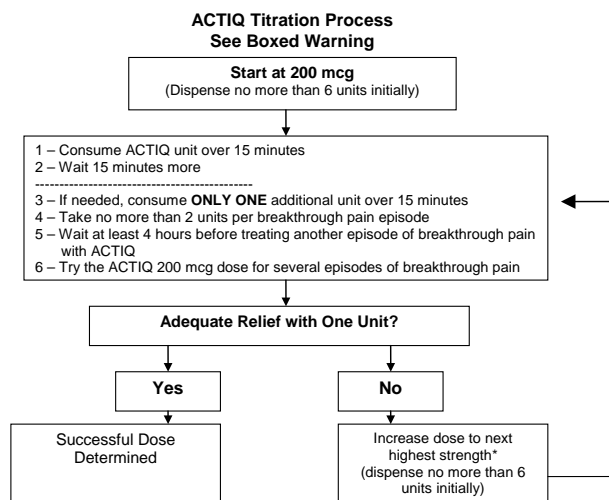 ACTIQ Titration Process
See Boxed Warning
Start at 200 mcg
(Dispense no more than 6 units initially)
1 – Consume ACTIQ unit over 15 minutes
2 – Wait 15 minutes more
---------------------------------------------
3 – If needed, consume ONLY ONE additional unit over 15 minutes
4 – Take no more than 2 units per breakthrough pain episode
5 – Wait at least 4 hours before treating another episode of breakthrough pain
with ACTIQ
6 – Try the ACTIQ 200 mcg dose for several episodes of breakthrough pain
Adequate Relief with One Unit?
Yes
No
Successful Dose
Determined
Increase dose to next
highest strength*
(dispense no more than 6
units initially)